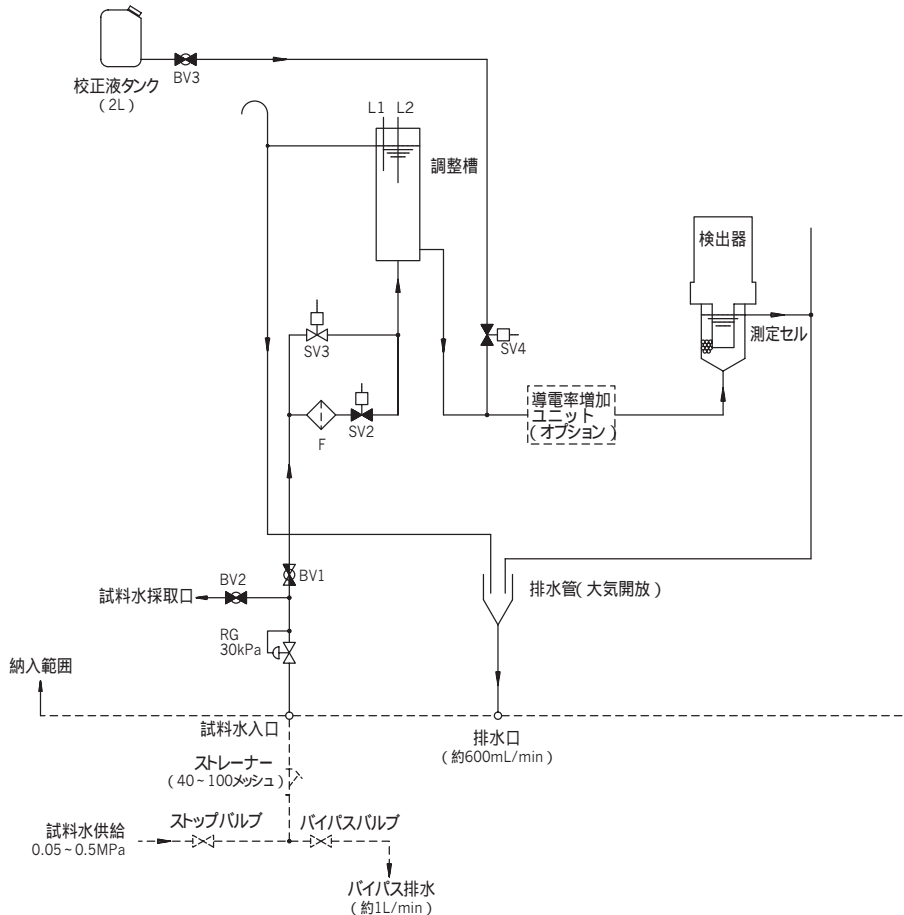 校正液タンク
(2L)
BV3
L1 L2
調整槽
検出器
測定セル
SV3
SV4
F
SV2
導電率増加
ユニット
(オプション)
BV2
BV1
試料水採取口
排水管(大気開放)
RG
30kPa
納入範囲
試料水入口
排水口
(約600mL/min)
ストレーナー
(40~100メッシュ)
ストップバルブ
バイパスバルブ
試料水供給
0.05~0.5MPa
バイパス排水
(約1L/min)